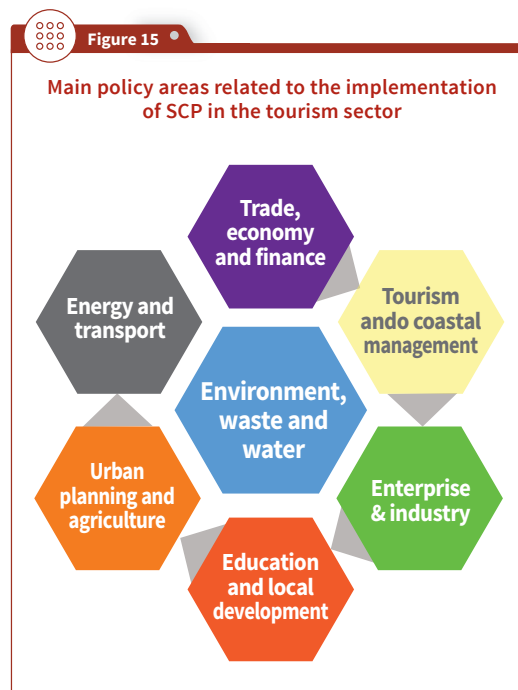 Figure 15
Main policy areas related to the implementation
of SCP in the tourism sector
Trade,
economy
and finance
Energy and
transport
Tourism
ando coastal
management
Environment,
waste and
water
Urban
planning and
agriculture
Enterprise
& industry
Education
and local
development